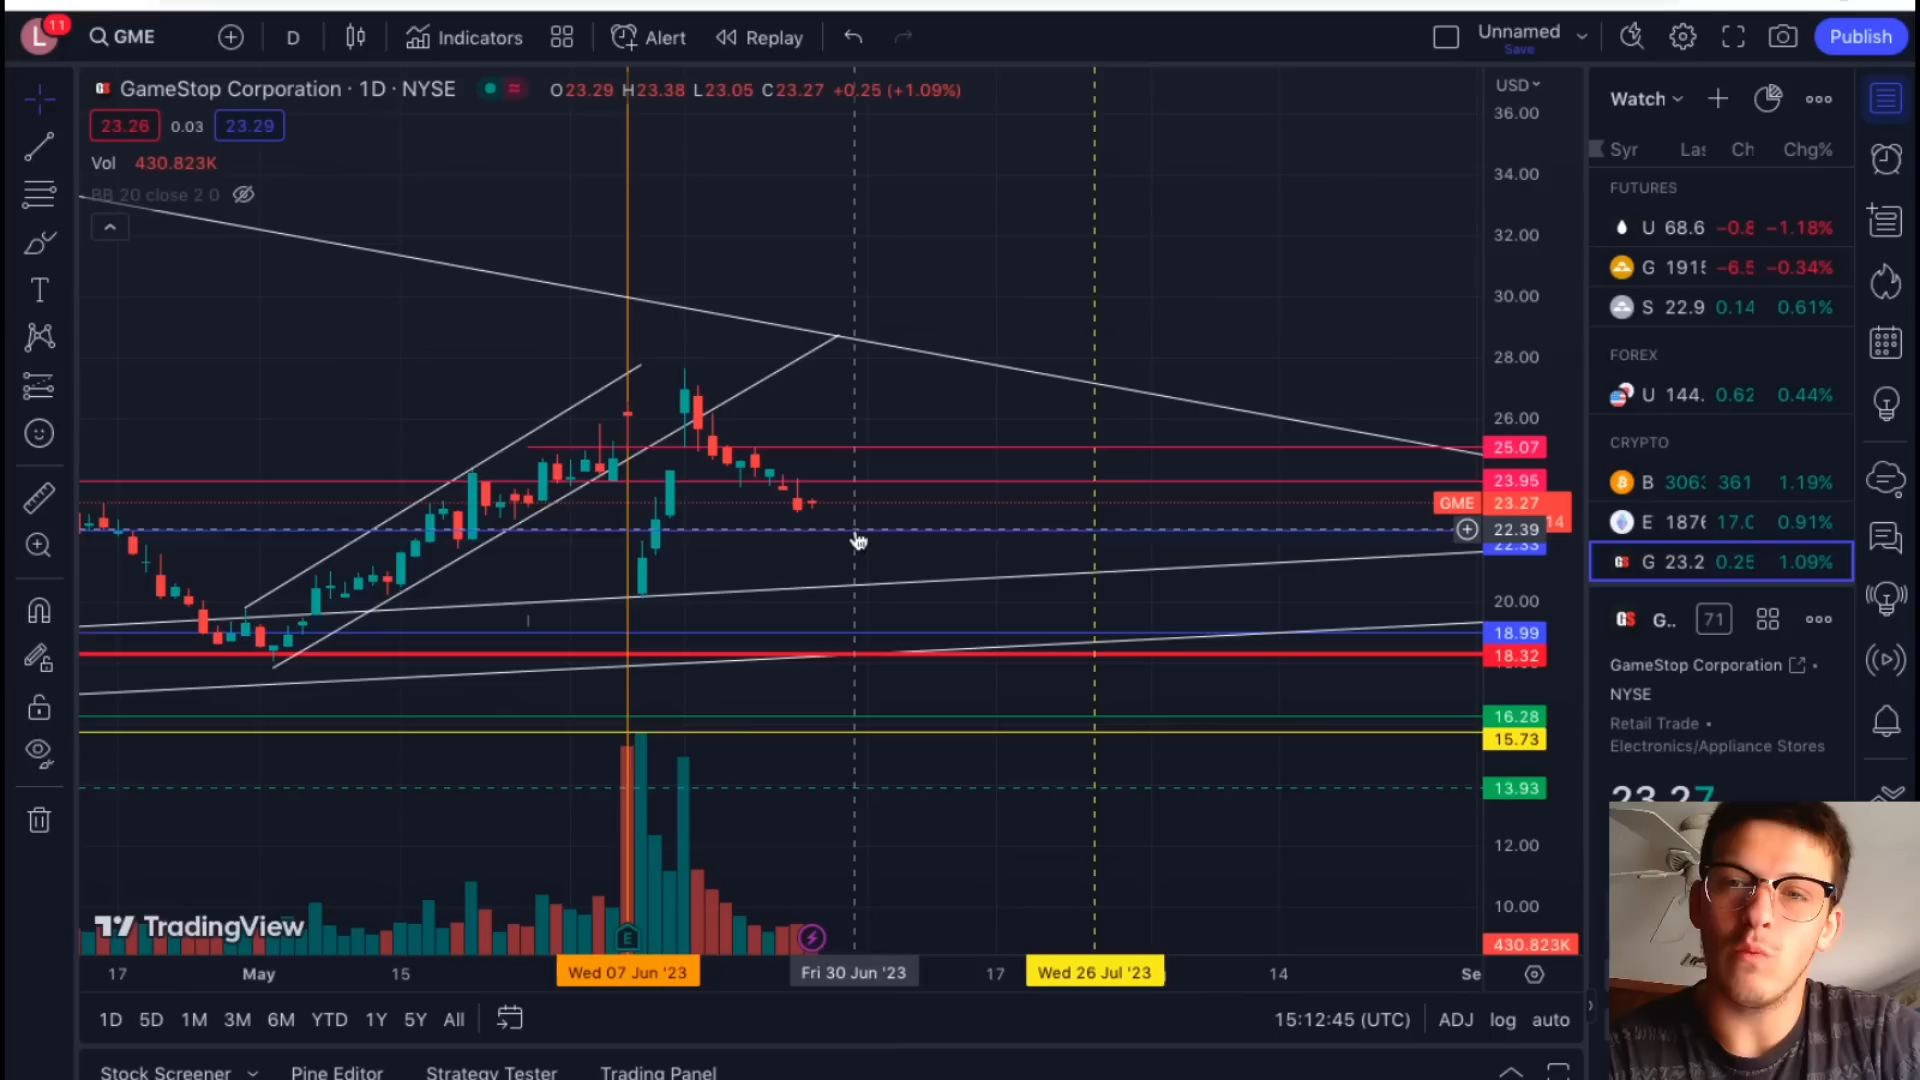 L 11 GME D Indicators Alert Replay Unnamed Save Publish
GameStop Corporation · 1D · NYSE O23.29 H23.38 L23.05 C23.27 +0.25 (+1.09%)
23.26 0.03 23.29
Vol 430.823K
BB 20 close 2 0
USD
36.00
34.00
32.00
30.00
28.00
26.00
25.07
23.95
GME 23.27
14
22.39
22.33
20.00
18.99
18.32
16.28
15.73
13.93
12.00
10.00
430.823K
E
TradingView
17 May 15 Wed 07 Jun '23 Fri 30 Jun '23 17 Wed 26 Jul '23 14 Se
1D 5D 1M 3M 6M YTD 1Y 5Y All 15:12:45 (UTC) ADJ log auto
Stock Screener Pine Editor Strategy Tester Trading Panel
Watch
Syr Las Ch Chg%
FUTURES
U 68.6 −0.8 −1.18%
G 1915 −6.5 −0.34%
S 22.9 0.14 0.61%
FOREX
U 144. 0.62 0.44%
CRYPTO
B 3063 361 1.19%
E 1876 17.0 0.91%
G 23.2 0.25 1.09%
G.. 71
GameStop Corporation •
NYSE
Retail Trade •
Electronics/Appliance Stores
23.27